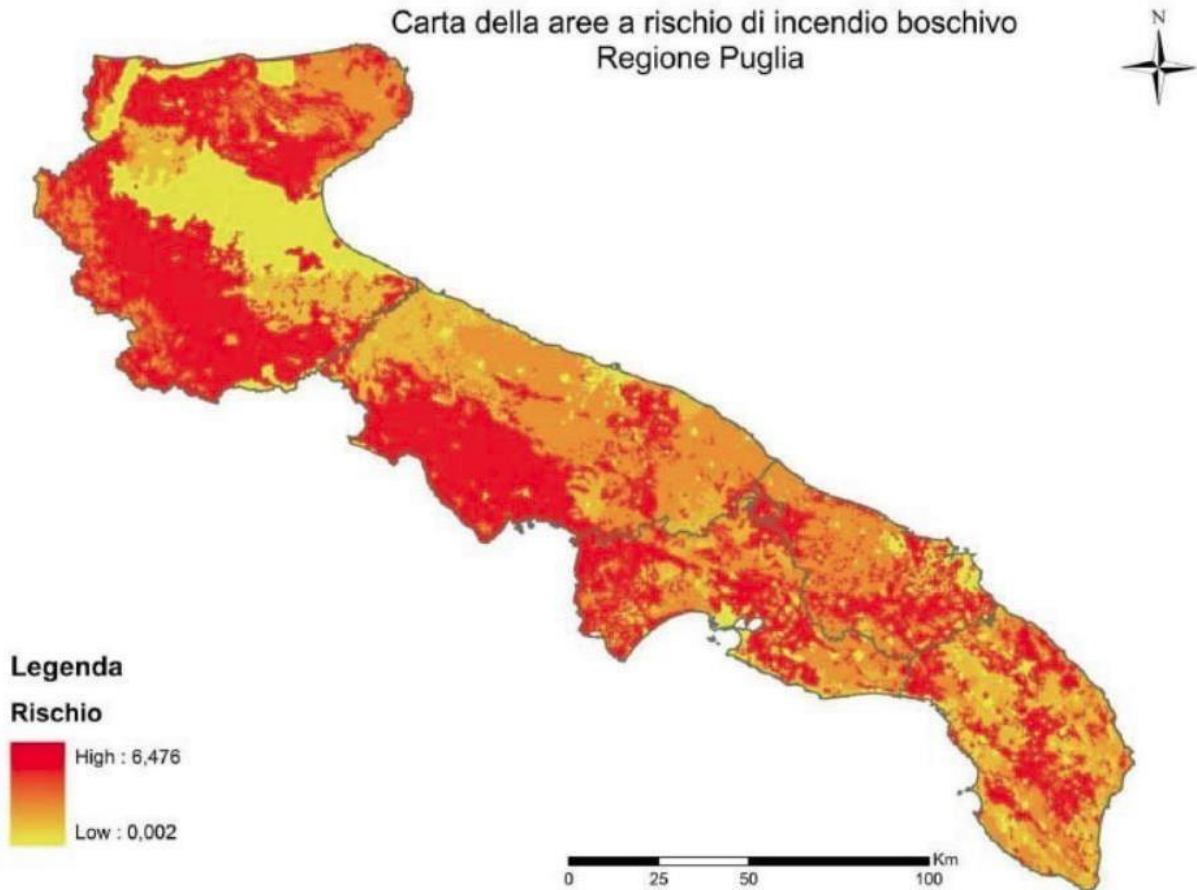 Carta della aree a rischio di incendio boschivo
Regione Puglia
N
Legenda
Rischio
High : 6,476
Low : 0,002
Km
0 25 50 100